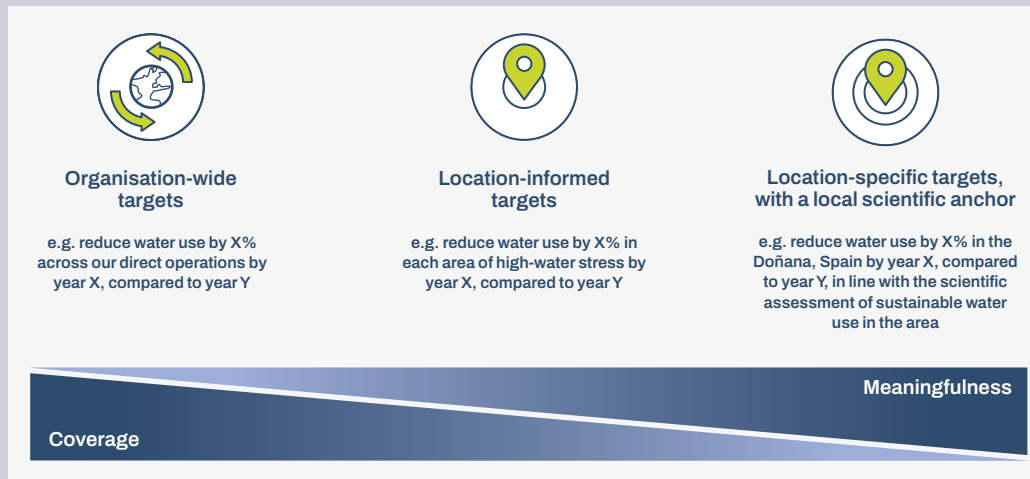 Organisation-wide
targets
e.g. reduce water use by X%
across our direct operations by
year X, compared to year Y
Location-informed
targets
e.g. reduce water use by X% in
each area of high-water stress by
year X, compared to year Y
Location-specific targets,
with a local scientific anchor
e.g. reduce water use by X% in the
Doñana, Spain by year X, compared
to year Y, in line with the scientific
assessment of sustainable water
use in the area
Meaningfulness
Coverage